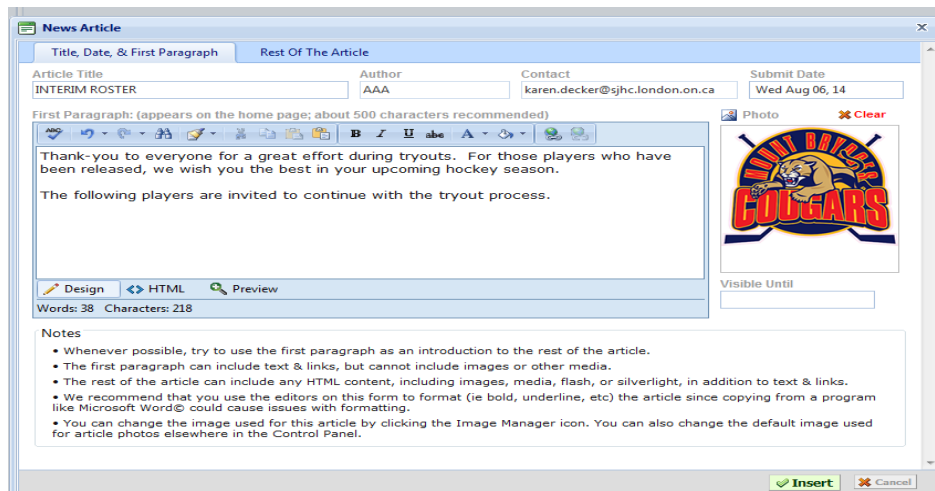 News Article
Title, Date, & First Paragraph
Rest Of The Article
Article Title
Author
Contact
Submit Date
INTERIM ROSTER
AAA
karen.decker@sjhc.london.on.ca
Wed Aug 06, 14
First Paragraph: (appears on the home page; about 500 characters recommended)
Photo
Clear
ABC
B I U abc A
Thank-you to everyone for a great effort during tryouts.  For those players who have
been released, we wish you the best in your upcoming hockey season.
The following players are invited to continue with the tryout process.
MOUNT BRYDGES
COUGARS
Design
HTML
Preview
Visible Until
Words: 38  Characters: 218
Notes
• Whenever possible, try to use the first paragraph as an introduction to the rest of the article.
• The first paragraph can include text & links, but cannot include images or other media.
• The rest of the article can include any HTML content, including images, media, flash, or silverlight, in addition to text & links.
• We recommend that you use the editors on this form to format (ie bold, underline, etc) the article since copying from a program
like Microsoft Word© could cause issues with formatting.
• You can change the image used for this article by clicking the Image Manager icon. You can also change the default image used
for article photos elsewhere in the Control Panel.
Insert
Cancel